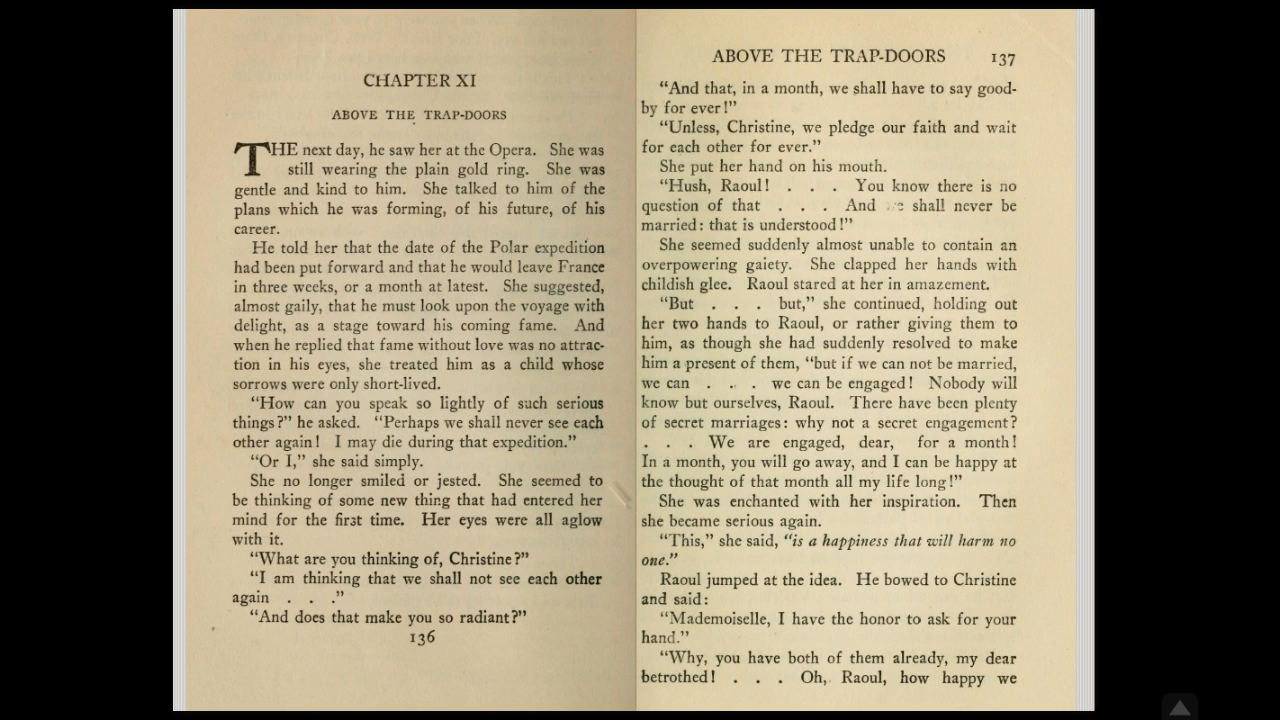 CHAPTER XI
ABOVE THE TRAP-DOORS
THE next day, he saw her at the Opera. She was
still wearing the plain gold ring. She was
gentle and kind to him. She talked to him of the
plans which he was forming, of his future, of his
career.
He told her that the date of the Polar expedition
had been put forward and that he would leave France
in three weeks, or a month at latest. She suggested,
almost gaily, that he must look upon the voyage with
delight, as a stage toward his coming fame. And
when he replied that fame without love was no attrac-
tion in his eyes, she treated him as a child whose
sorrows were only short-lived.
"How can you speak so lightly of such serious
things?" he asked. "Perhaps we shall never see each
other again! I may die during that expedition."
"Or I," she said simply.
She no longer smiled or jested. She seemed to
be thinking of some new thing that had entered her
mind for the first time. Her eyes were all aglow
with it.
"What are you thinking of, Christine?"
"I am thinking that we shall not see each other
again . . ."
"And does that make you so radiant?"
136
ABOVE THE TRAP-DOORS 137
"And that, in a month, we shall have to say good-
by for ever!"
"Unless, Christine, we pledge our faith and wait
for each other for ever."
She put her hand on his mouth.
"Hush, Raoul! . . . You know there is no
question of that . . . And shall never be
married: that is understood!"
She seemed suddenly almost unable to contain an
overpowering gaiety. She clapped her hands with
childish glee. Raoul stared at her in amazement.
"But . . . but," she continued, holding out
her two hands to Raoul, or rather giving them to
him, as though she had suddenly resolved to make
him a present of them, "but if we can not be married,
we can . . . we can be engaged! Nobody will
know but ourselves, Raoul. There have been plenty
of secret marriages: why not a secret engagement?
. . . We are engaged, dear, for a month!
In a month, you will go away, and I can be happy at
the thought of that month all my life long!"
She was enchanted with her inspiration. Then
she became serious again.
"This," she said, "is a happiness that will harm no
one."
Raoul jumped at the idea. He bowed to Christine
and said:
"Mademoiselle, I have the honor to ask for your
hand."
"Why, you have both of them already, my dear
betrothed! . . . Oh, Raoul, how happy we